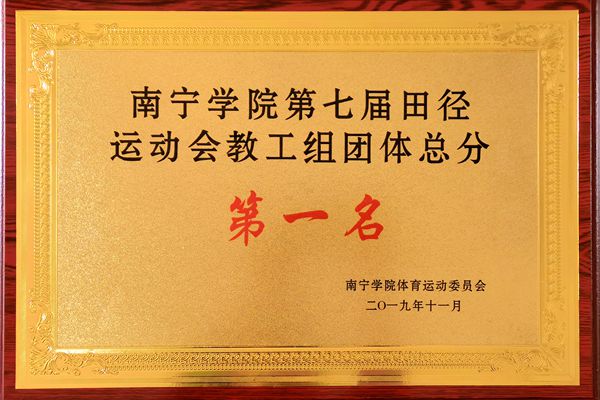 南宁学院第七届田径
运动会教工组团体总分
第一名
南宁学院体育运动委员会
二〇一九年十一月